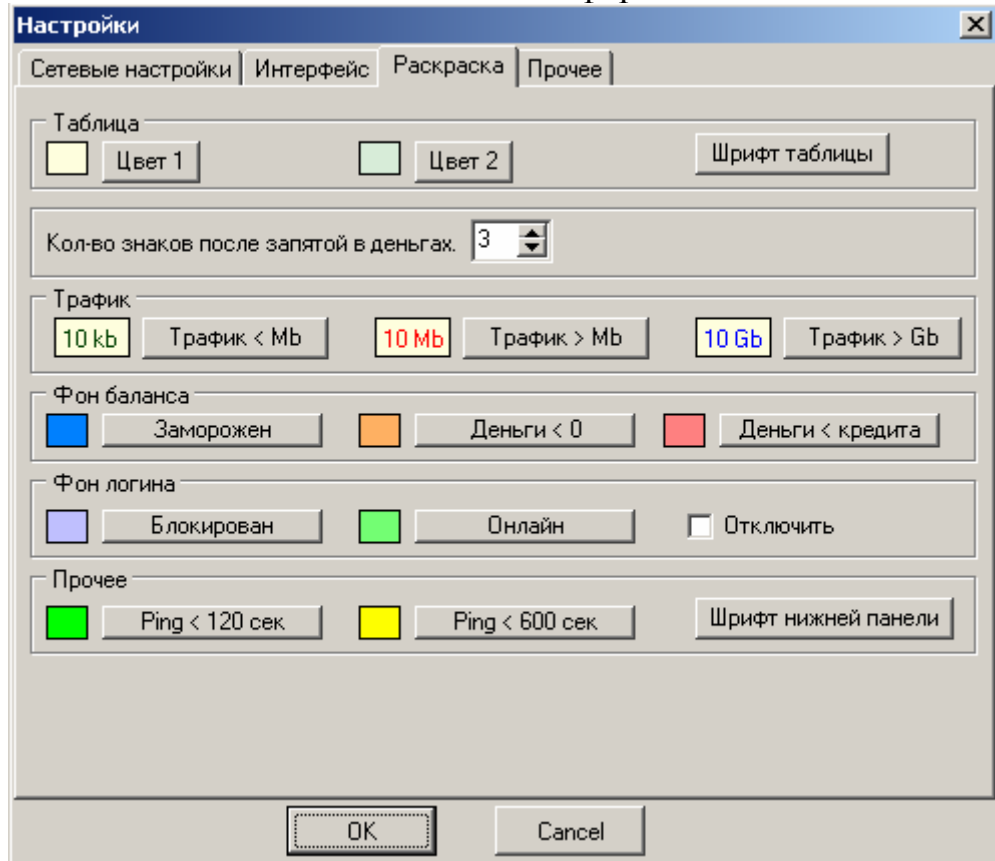 Настройки
Сетевые настройки Интерфейс Раскраска Прочее
Таблица
Цвет 1 Цвет 2 Шрифт таблицы
Кол-во знаков после запятой в деньгах. 3
Трафик
10 kb Трафик < Mb 10 Mb Трафик > Mb 10 Gb Трафик > Gb
Фон баланса
Заморожен Деньги < 0 Деньги < кредита
Фон логина
Блокирован Онлайн Отключить
Прочее
Ping < 120 сек Ping < 600 сек Шрифт нижней панели
OK Cancel